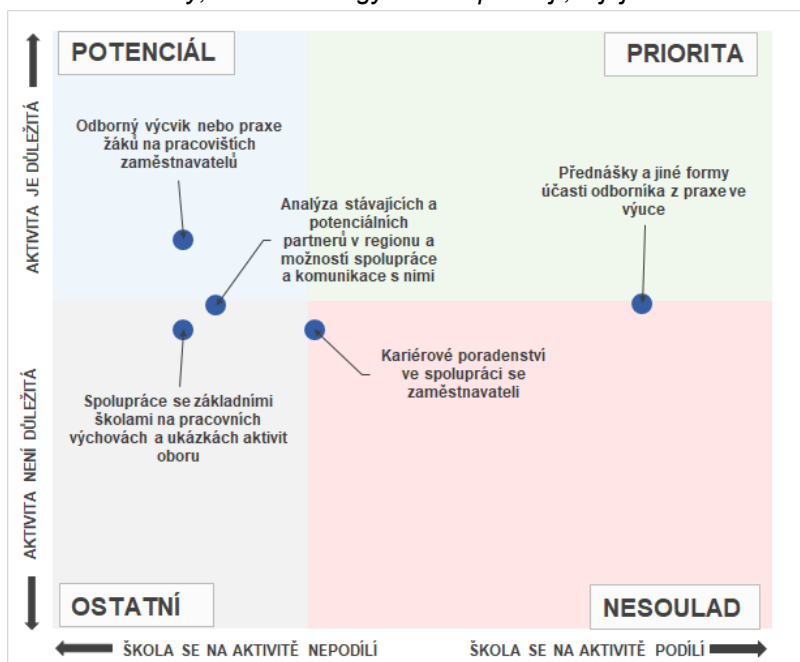 POTENCIÁL
PRIORITA
AKTIVITA JE DŮLEŽITÁ
Odborný výcvik nebo praxe
žáků na pracovištích
zaměstnavatelů
Přednášky a jiné formy
účasti odborníka z praxe ve
výuce
Analýza stávajících a
potenciálních
partnerů v regionu a
možností spolupráce
a komunikace s nimi
Kariérové poradenství
ve spolupráci se
zaměstnavateli
Spolupráce se základními
školami na pracovních
výchovách a ukázkách aktivit
oboru
AKTIVITA NENÍ DŮLEŽITÁ
OSTATNÍ
NESOULAD
ŠKOLA SE NA AKTIVITĚ NEPODÍLÍ
ŠKOLA SE NA AKTIVITĚ PODÍLÍ